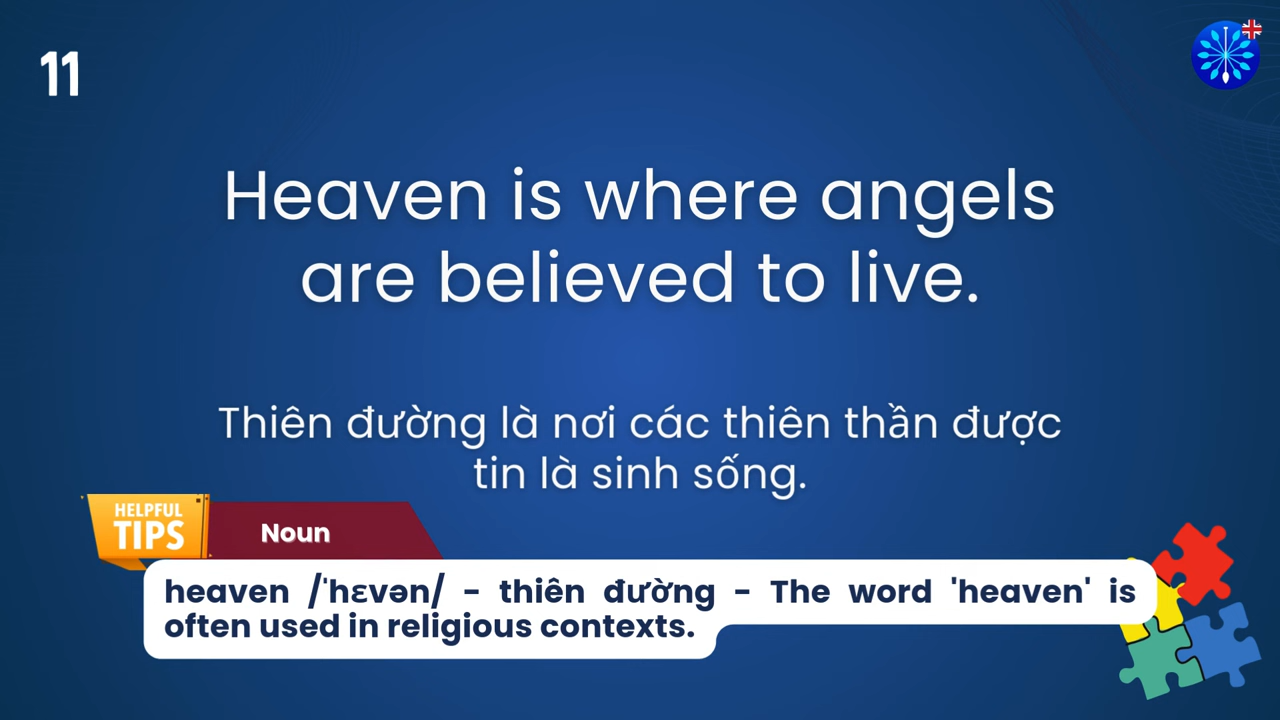 11
Heaven is where angels
are believed to live.
Thiên đường là nơi các thiên thần được
tin là sinh sống.
HELPFUL
TIPS
Noun
heaven /ˈhɛvən/ - thiên đường - The word 'heaven' is
often used in religious contexts.